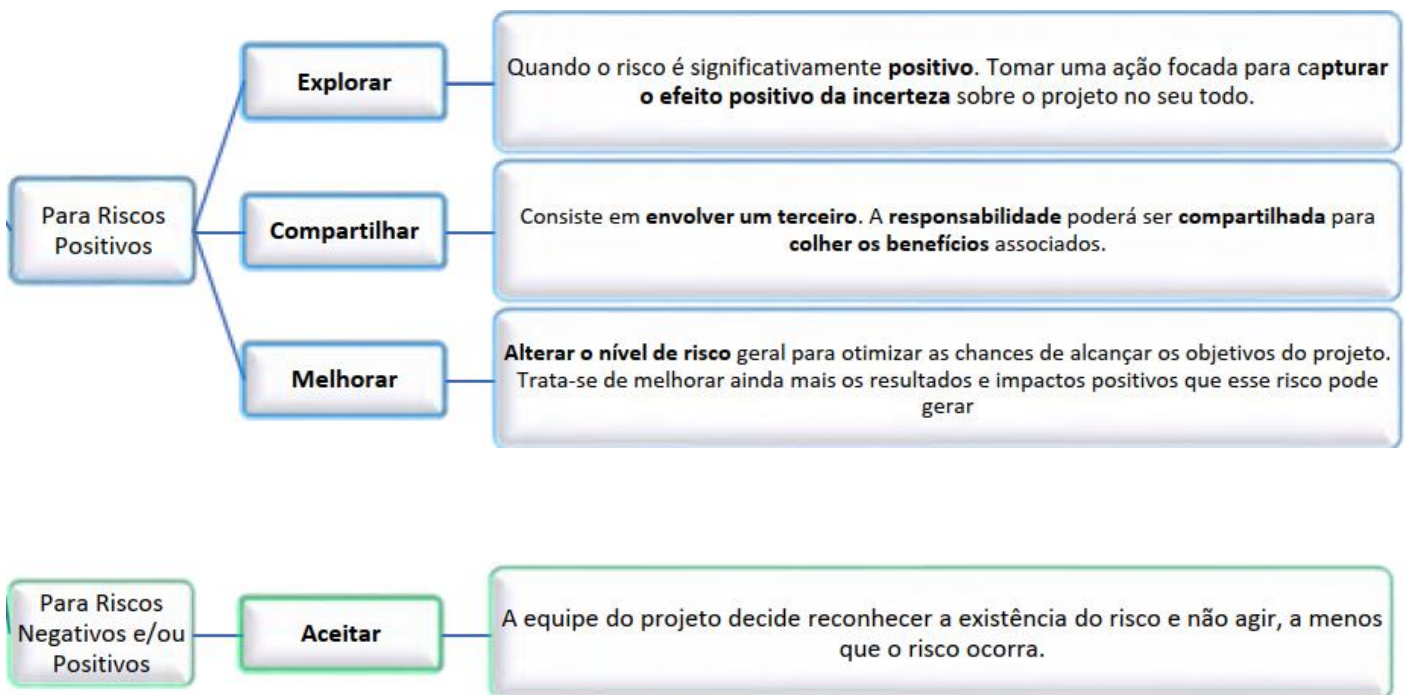 Para Riscos
Positivos
Explorar
Quando o risco é significativamente positivo. Tomar uma ação focada para capturar
o efeito positivo da incerteza sobre o projeto no seu todo.
Compartilhar
Consiste em envolver um terceiro. A responsabilidade poderá ser compartilhada para
colher os benefícios associados.
Melhorar
Alterar o nível de risco geral para otimizar as chances de alcançar os objetivos do projeto.
Trata-se de melhorar ainda mais os resultados e impactos positivos que esse risco pode
gerar
Para Riscos
Negativos e/ou
Positivos
Aceitar
A equipe do projeto decide reconhecer a existência do risco e não agir, a menos
que o risco ocorra.